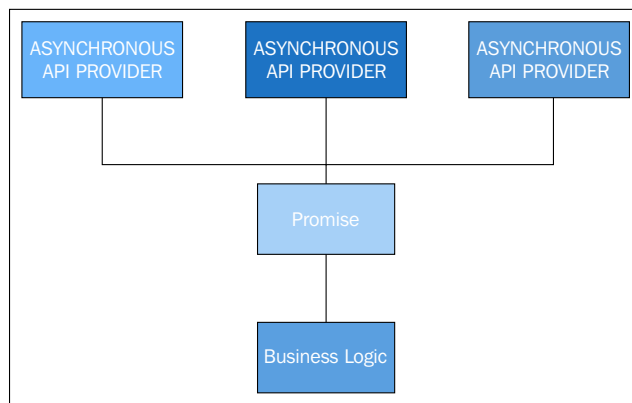 ASYNCHRONOUS
API PROVIDER
ASYNCHRONOUS
API PROVIDER
ASYNCHRONOUS
API PROVIDER
Promise
Business Logic